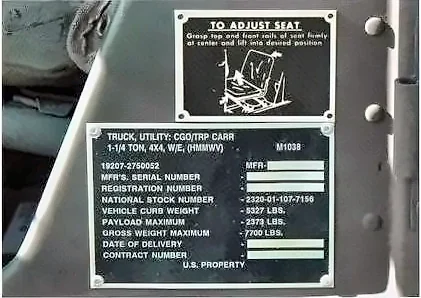 TO ADJUST SEAT
Grasp top and front rails of seat firmly
at center and lift into desired position
TRUCK, UTILITY: CGO/TRP CARR
1-1/4 TON, 4X4, W/E, (HMMWV) M1038
19207-2750052 MFR-
MFR'S. SERIAL NUMBER -
REGISTRATION NUMBER -
NATIONAL STOCK NUMBER - 2320-01-107-7156
VEHICLE CURB WEIGHT - 5327 LBS.
PAYLOAD MAXIMUM - 2373 LBS.
GROSS WEIGHT MAXIMUM - 7700 LBS.
DATE OF DELIVERY -
CONTRACT NUMBER -
U.S. PROPERTY